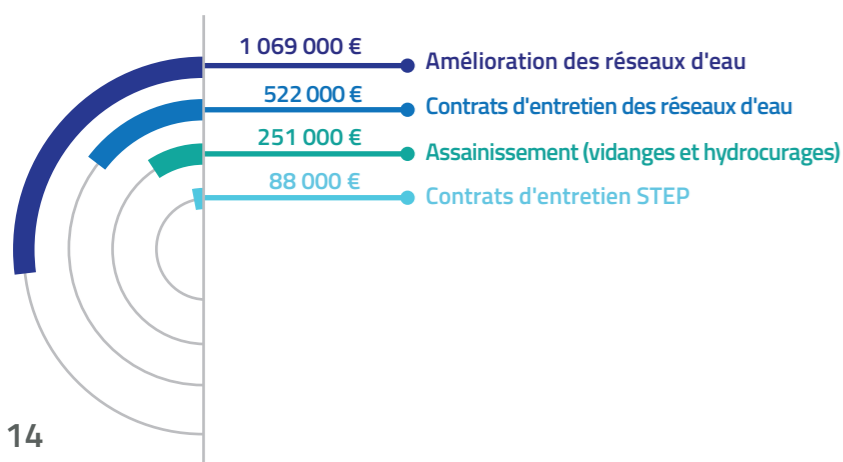 1 069 000 € Amélioration des réseaux d'eau
522 000 € Contrats d'entretien des réseaux d'eau
251 000 € Assainissement (vidanges et hydrocurages)
88 000 € Contrats d'entretien STEP
14